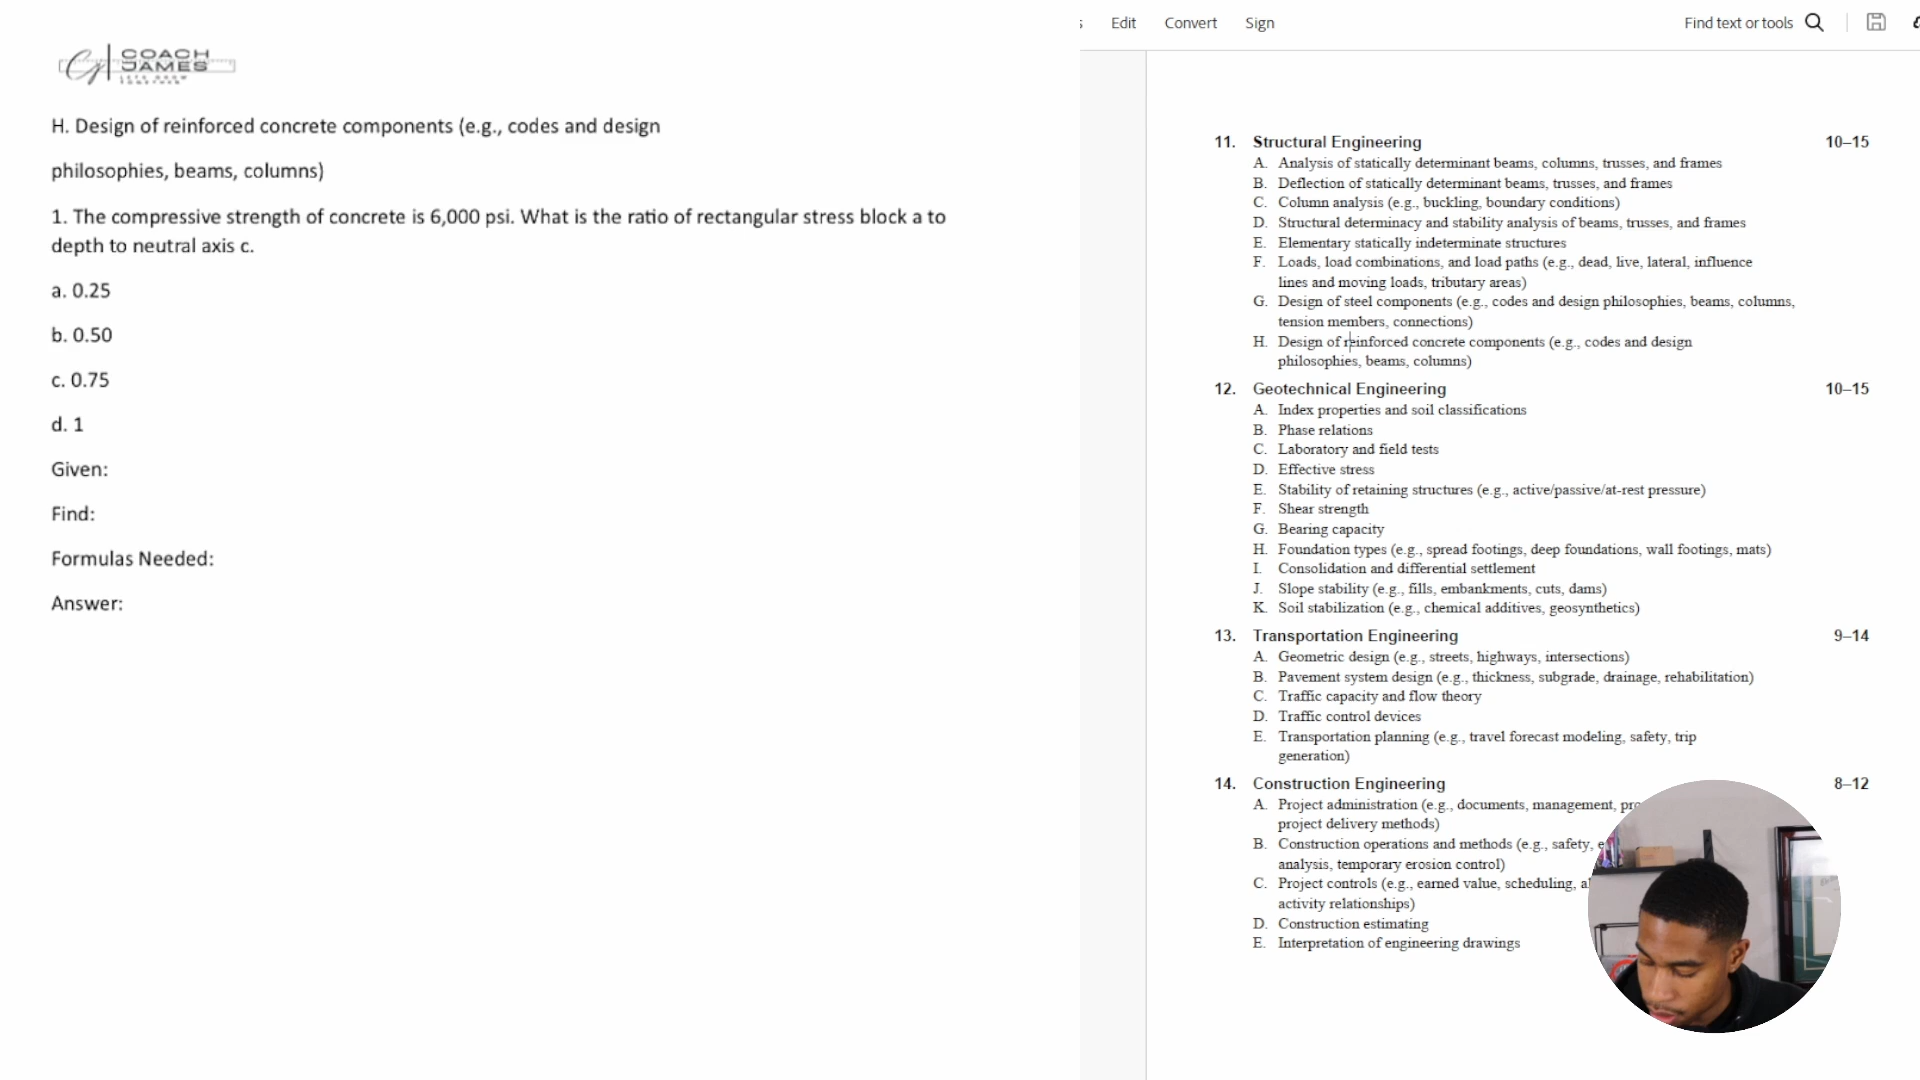 COACH
JAMES
H. Design of reinforced concrete components (e.g., codes and design
philosophies, beams, columns)
1. The compressive strength of concrete is 6,000 psi. What is the ratio of rectangular stress block a to
depth to neutral axis c.
a. 0.25
b. 0.50
c. 0.75
d. 1
Given:
Find:
Formulas Needed:
Answer:
Edit Convert Sign Find text or tools
11. Structural Engineering 10–15
A. Analysis of statically determinant beams, columns, trusses, and frames
B. Deflection of statically determinant beams, trusses, and frames
C. Column analysis (e.g., buckling, boundary conditions)
D. Structural determinacy and stability analysis of beams, trusses, and frames
E. Elementary statically indeterminate structures
F. Loads, load combinations, and load paths (e.g., dead, live, lateral, influence
lines and moving loads, tributary areas)
G. Design of steel components (e.g., codes and design philosophies, beams, columns,
tension members, connections)
H. Design of reinforced concrete components (e.g., codes and design
philosophies, beams, columns)
12. Geotechnical Engineering 10–15
A. Index properties and soil classifications
B. Phase relations
C. Laboratory and field tests
D. Effective stress
E. Stability of retaining structures (e.g., active/passive/at-rest pressure)
F. Shear strength
G. Bearing capacity
H. Foundation types (e.g., spread footings, deep foundations, wall footings, mats)
I. Consolidation and differential settlement
J. Slope stability (e.g., fills, embankments, cuts, dams)
K. Soil stabilization (e.g., chemical additives, geosynthetics)
13. Transportation Engineering 9–14
A. Geometric design (e.g., streets, highways, intersections)
B. Pavement system design (e.g., thickness, subgrade, drainage, rehabilitation)
C. Traffic capacity and flow theory
D. Traffic control devices
E. Transportation planning (e.g., travel forecast modeling, safety, trip
generation)
14. Construction Engineering 8–12
A. Project administration (e.g., documents, management,
project delivery methods)
B. Construction operations and methods (e.g., safety,
analysis, temporary erosion control)
C. Project controls (e.g., earned value, scheduling,
activity relationships)
D. Construction estimating
E. Interpretation of engineering drawings